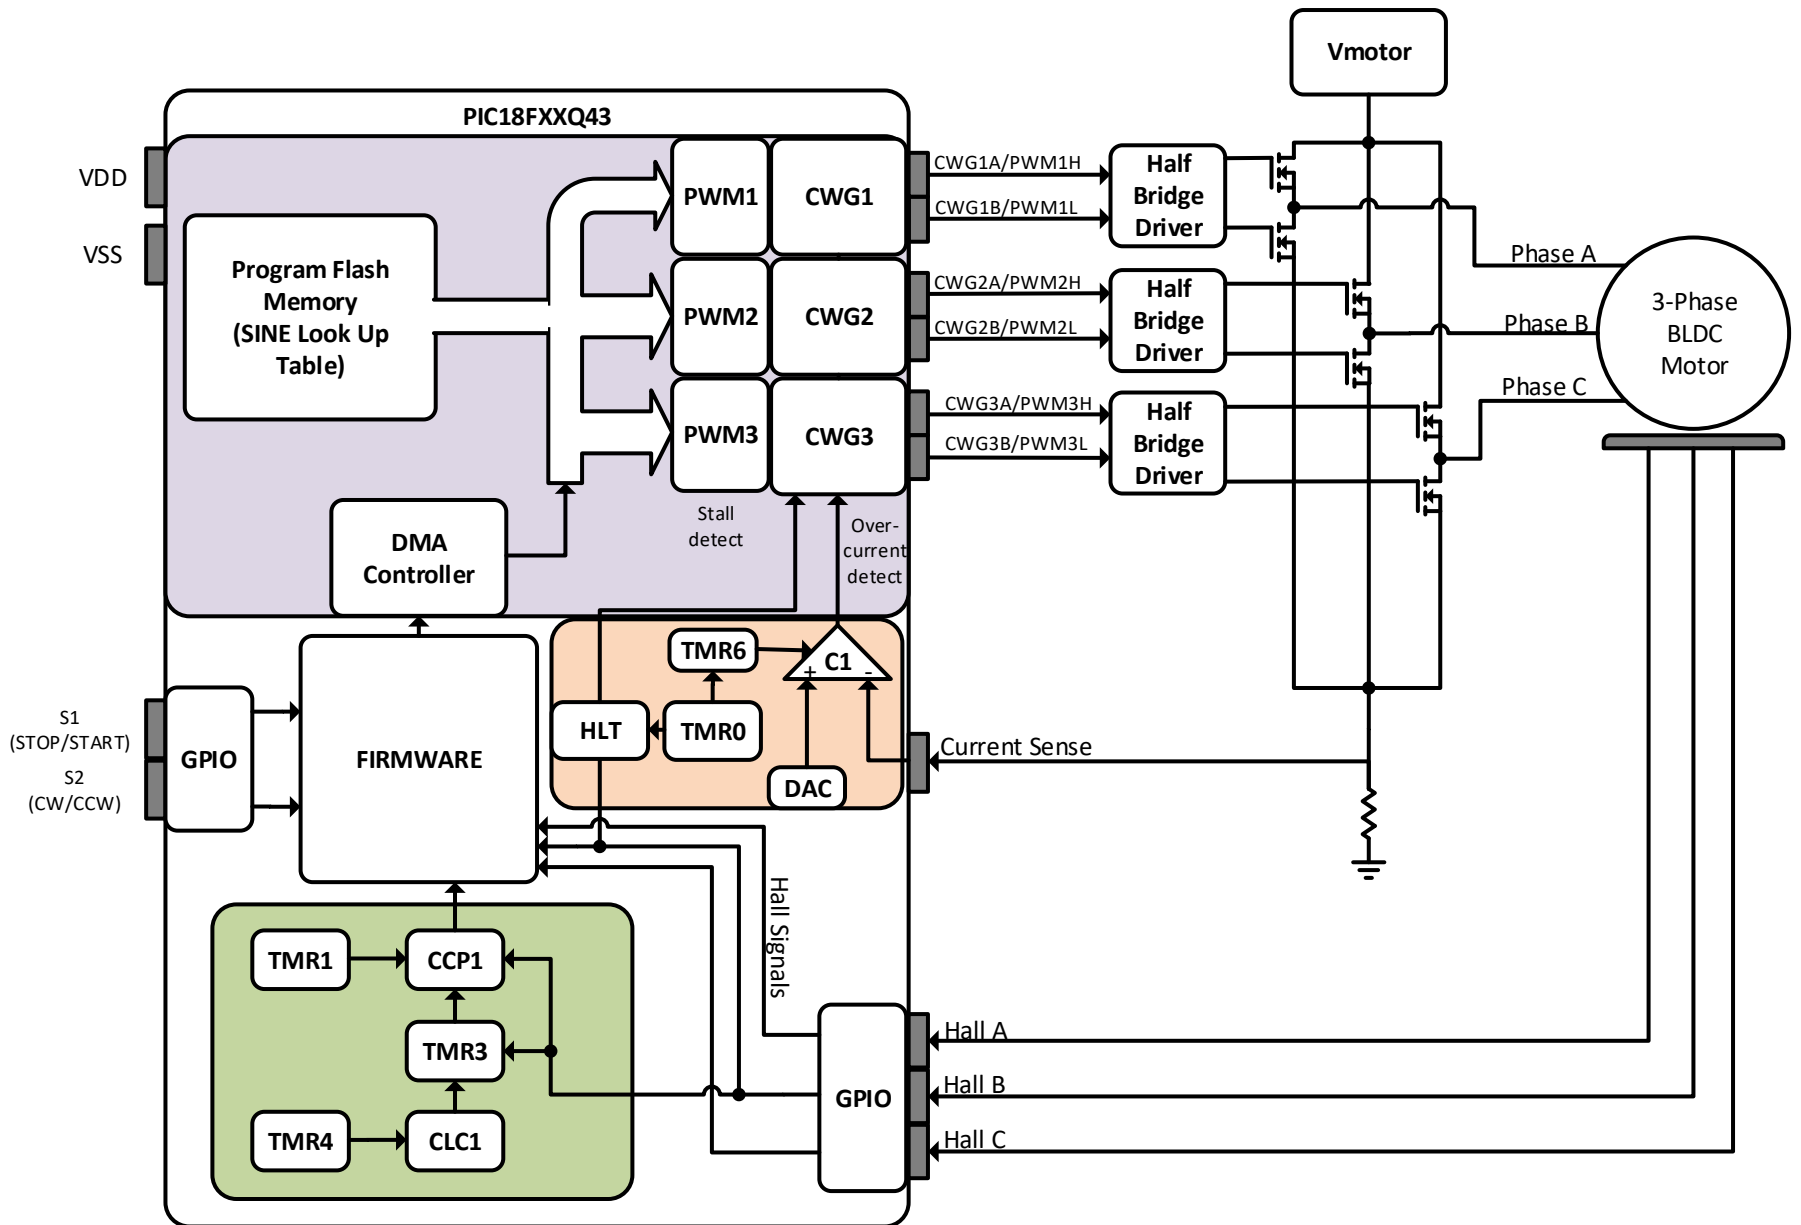 Vmotor
PIC18FXXQ43
VDD
VSS
Program Flash
Memory
(SINE Look Up
Table)
PWM1
CWG1
PWM2
CWG2
PWM3
CWG3
CWG1A/PWM1H
CWG1B/PWM1L
CWG2A/PWM2H
CWG2B/PWM2L
CWG3A/PWM3H
CWG3B/PWM3L
Half
Bridge
Driver
Half
Bridge
Driver
Half
Bridge
Driver
Phase A
Phase B
Phase C
3-Phase
BLDC
Motor
Stall
detect
Over-
current
detect
DMA
Controller
TMR6
C1
+
-
HLT
TMR0
DAC
Current Sense
S1
(STOP/START)
S2
(CW/CCW)
GPIO
FIRMWARE
Hall Signals
TMR1
CCP1
TMR3
TMR4
CLC1
GPIO
Hall A
Hall B
Hall C